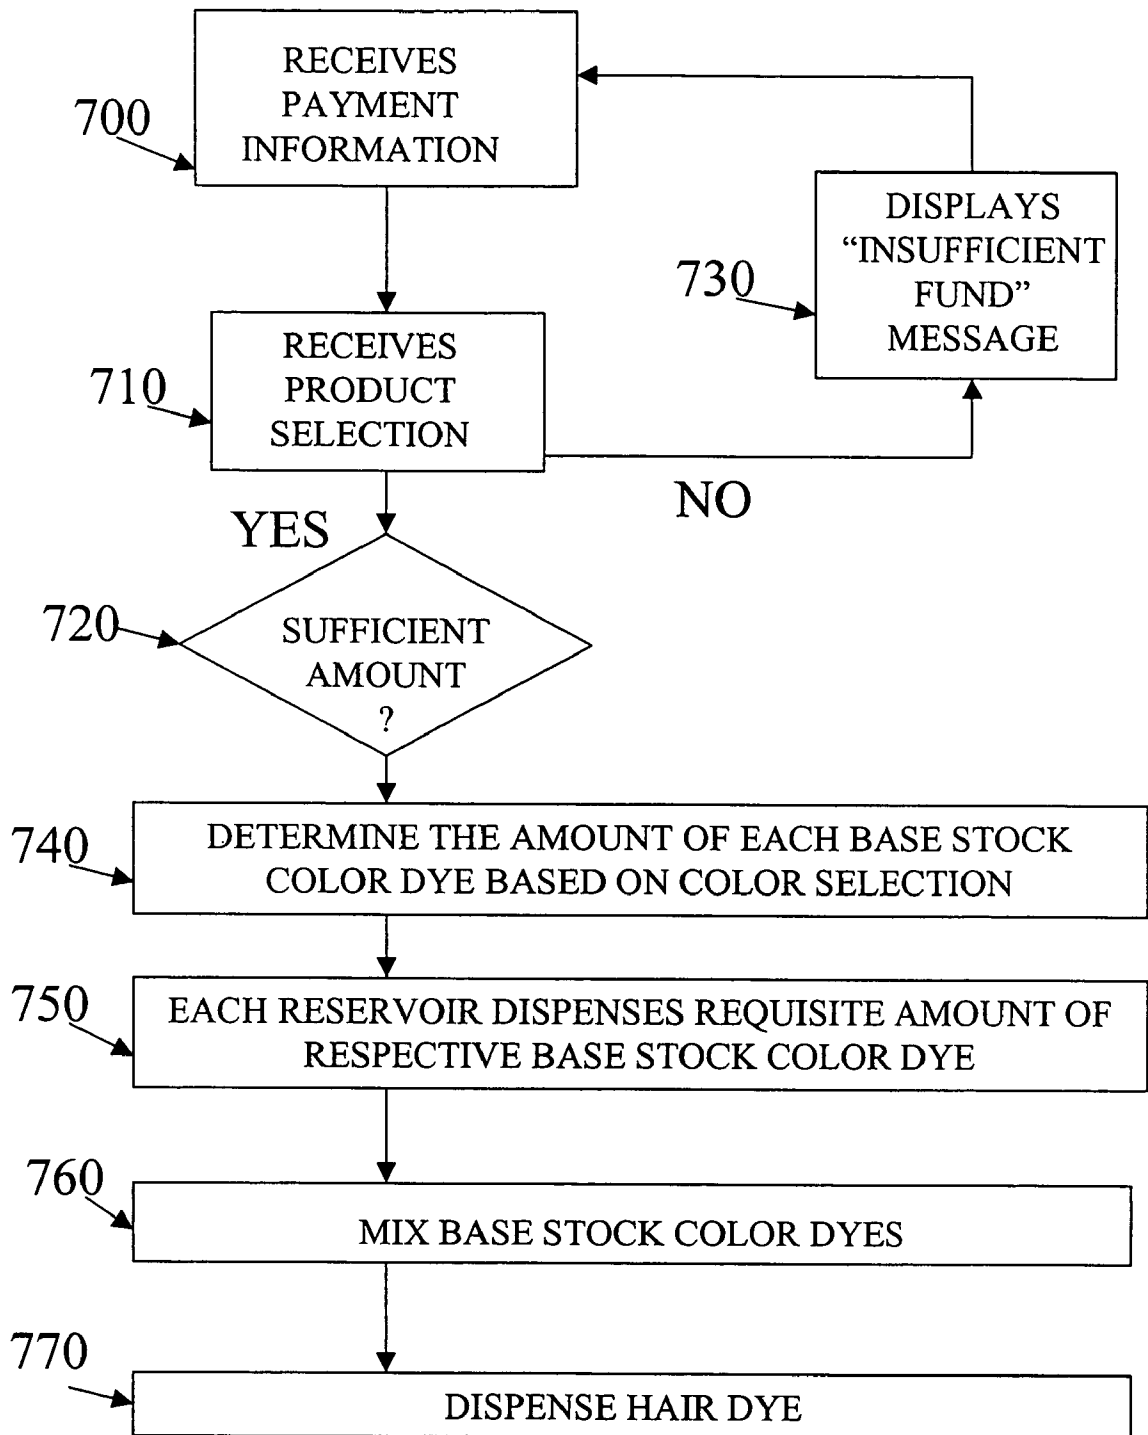 RECEIVES
PAYMENT
INFORMATION
700
DISPLAYS
“INSUFFICIENT
FUND”
MESSAGE
730
RECEIVES
PRODUCT
SELECTION
710
NO
YES
720
SUFFICIENT
AMOUNT
?
740
DETERMINE THE AMOUNT OF EACH BASE STOCK
COLOR DYE BASED ON COLOR SELECTION
750
EACH RESERVOIR DISPENSES REQUISITE AMOUNT OF
RESPECTIVE BASE STOCK COLOR DYE
760
MIX BASE STOCK COLOR DYES
770
DISPENSE HAIR DYE